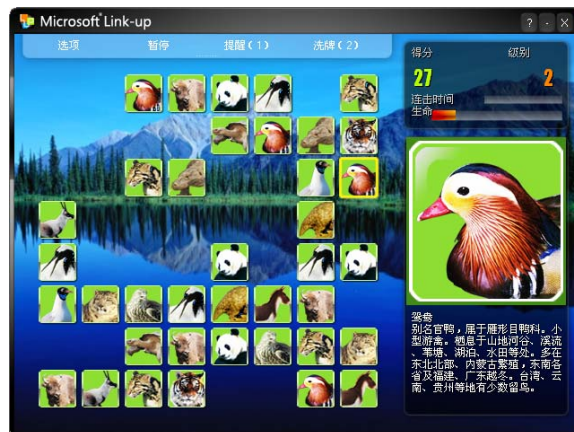 Microsoft Link-up
选项 暂停 提醒(1) 洗牌(2)
得分 级别
27 2
连击时间
生命
鸳鸯
别名官鸭，属于雁形目鸭科。小
型游禽。栖息于山地河谷、溪流
、苇塘、湖泊、水田等处。多在
东北北部、内蒙古繁殖，东南各
省及福建、广东越冬。台湾、云
南、贵州等地有少数留鸟。